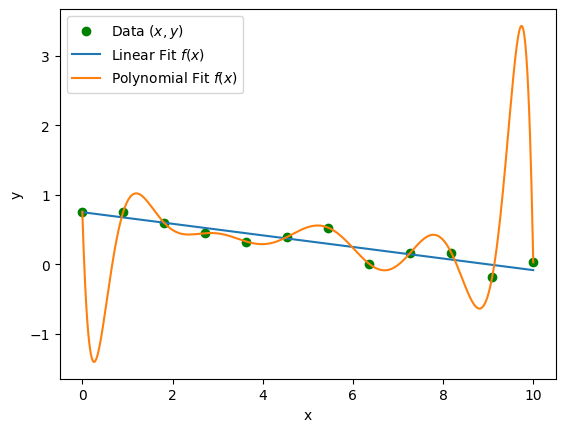 Data $(x, y)$
Linear Fit $f(x)$
Polynomial Fit $f(x)$
3
2
1
0
−1
y
0
2
4
6
8
10
x